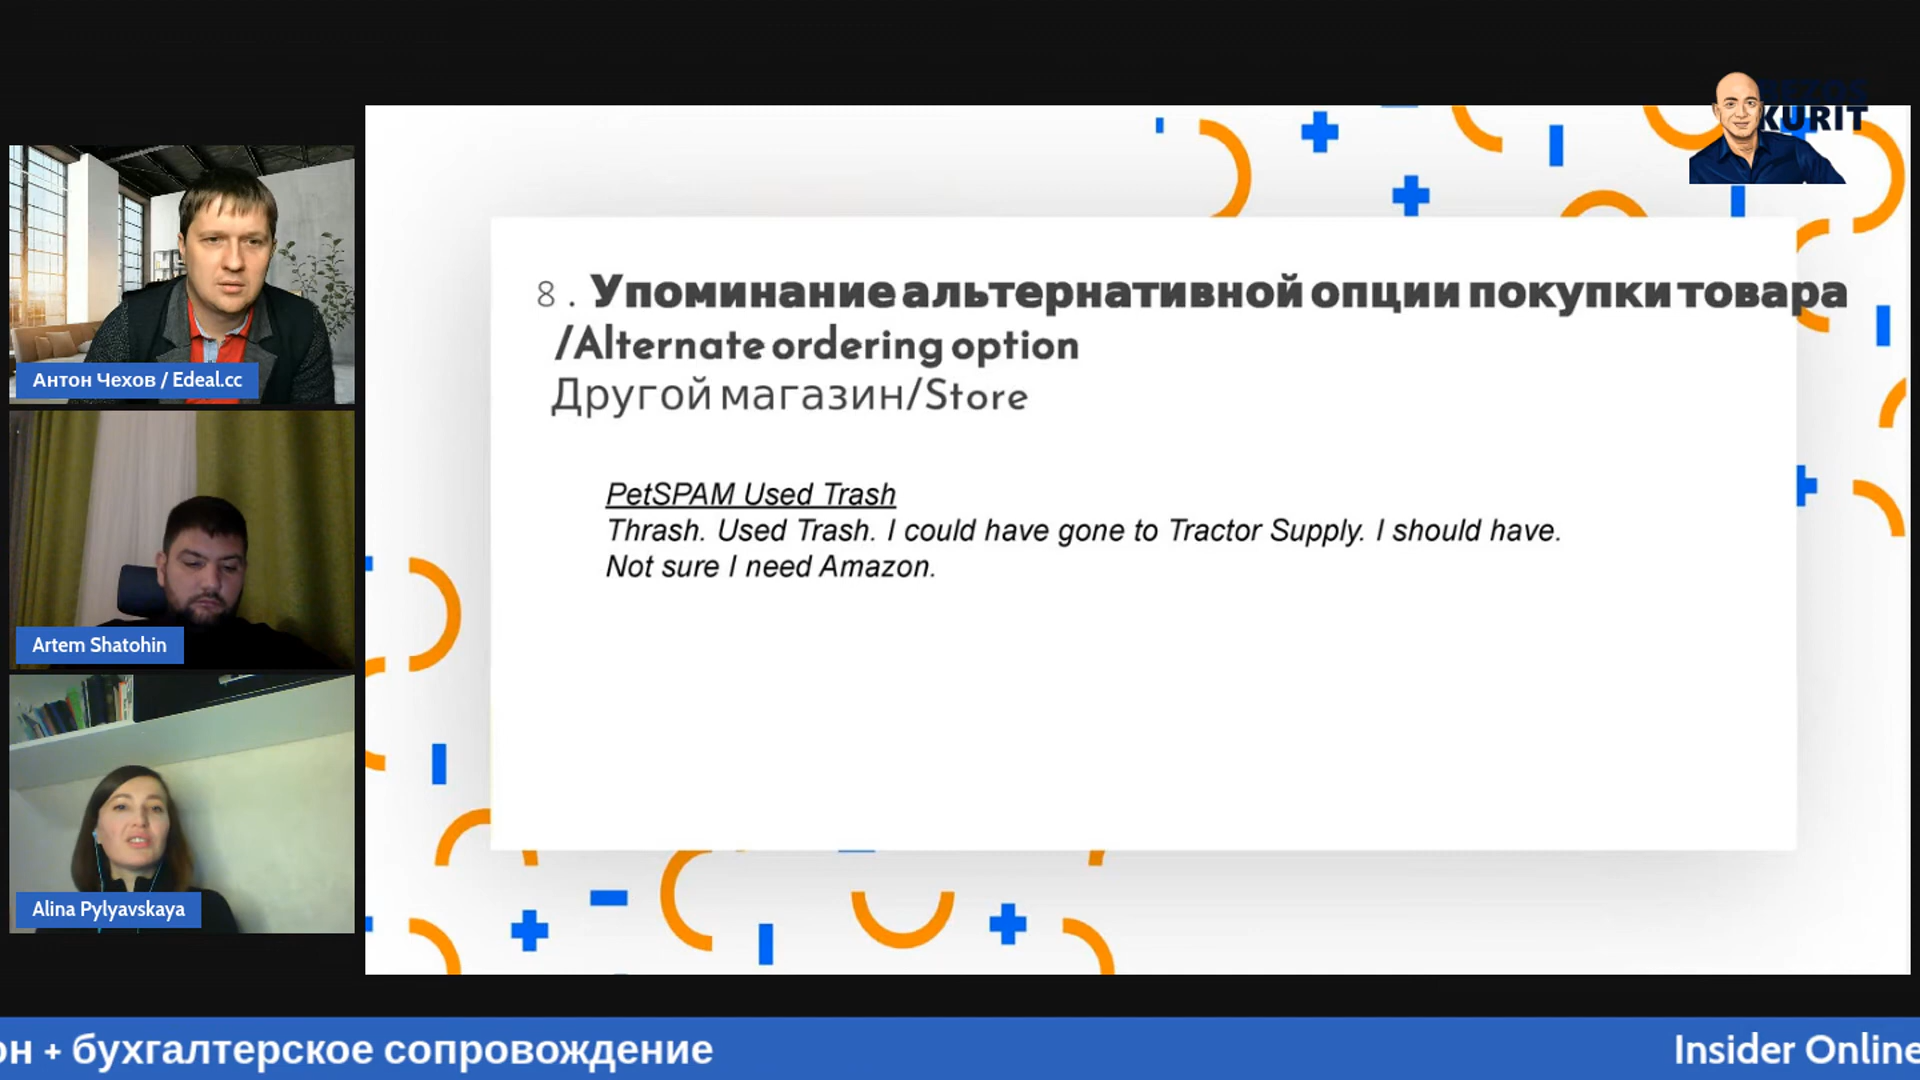 KURIT
8. Упоминание альтернативной опции покупки товара
/Alternate ordering option
Другой магазин/Store
PetSPAM Used Trash
Thrash. Used Trash. I could have gone to Tractor Supply. I should have.
Not sure I need Amazon.
Антон Чехов / Edeal.cc
Artem Shatohin
Alina Pylyavskaya
он + бухгалтерское сопровождение
Insider Online